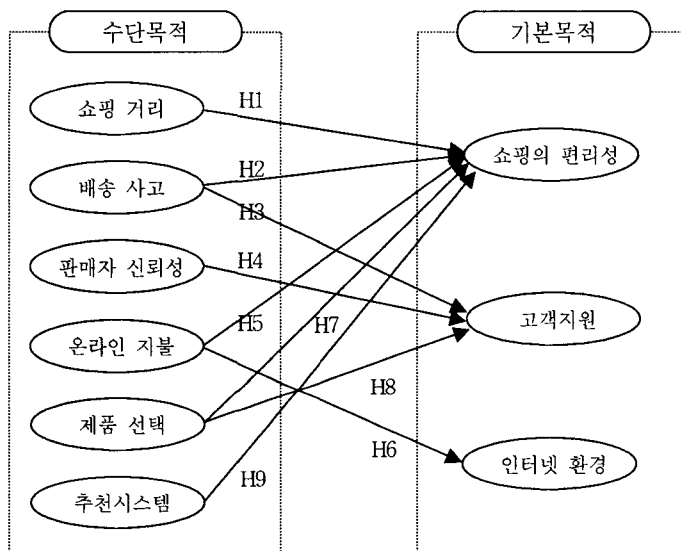 수단목적
기본목적
쇼핑 거리
H1
쇼핑의 편리성
배송 사고
H2
H3
판매자 신뢰성
H4
고객지원
온라인 지불
H5
H7
제품 선택
H8
H6
인터넷 환경
추천시스템
H9